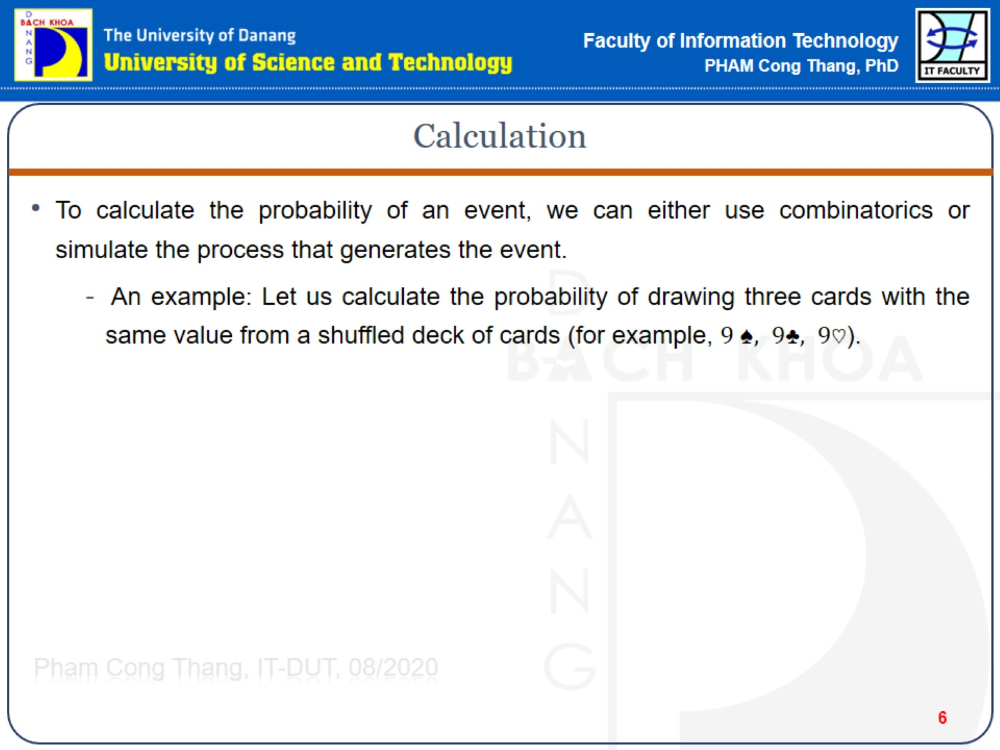 D
BACH KHOA
N
A
N
G
The University of Danang
University of Science and Technology
Faculty of Information Technology
PHAM Cong Thang, PhD
IT FACULTY
Calculation
• To calculate the probability of an event, we can either use combinatorics or
simulate the process that generates the event.
- An example: Let us calculate the probability of drawing three cards with the
same value from a shuffled deck of cards (for example, 9 ♠, 9♣, 9♡).
D
BACH KHOA
N
A
N
G
Pham Cong Thang, IT-DUT, 08/2020
6